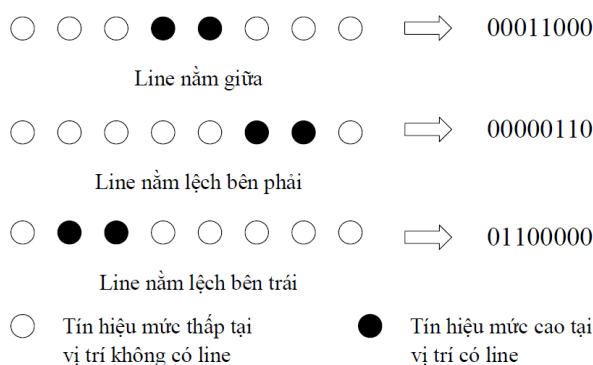 00011000
Line nằm giữa
00000110
Line nằm lệch bên phải
01100000
Line nằm lệch bên trái
Tín hiệu mức thấp tại
vị trí không có line
Tín hiệu mức cao tại
vị trí có line